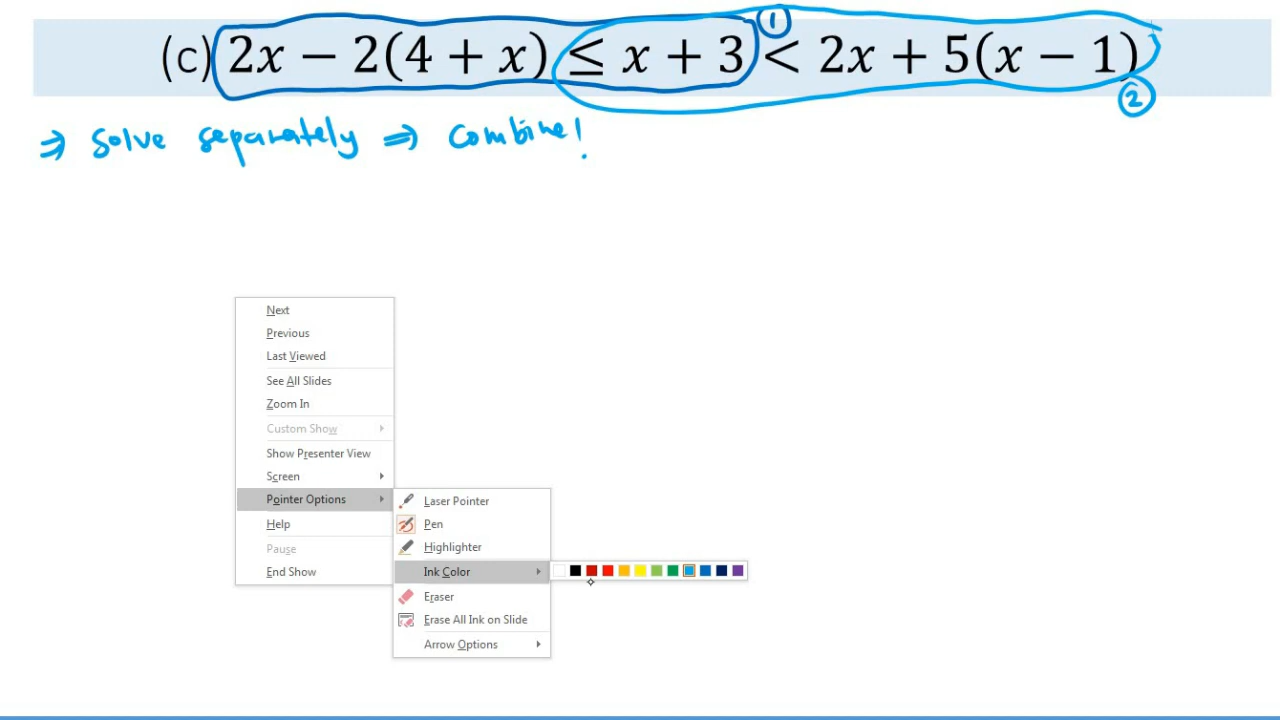 (c) 2x − 2(4 + x) ≤ x + 3 < 2x + 5(x − 1)
①
②
⇒ Solve separately ⇒ Combine!
Next
Previous
Last Viewed
See All Slides
Zoom In
Custom Show
Show Presenter View
Screen
Pointer Options
Help
Pause
End Show
Laser Pointer
Pen
Highlighter
Ink Color
Eraser
Erase All Ink on Slide
Arrow Options